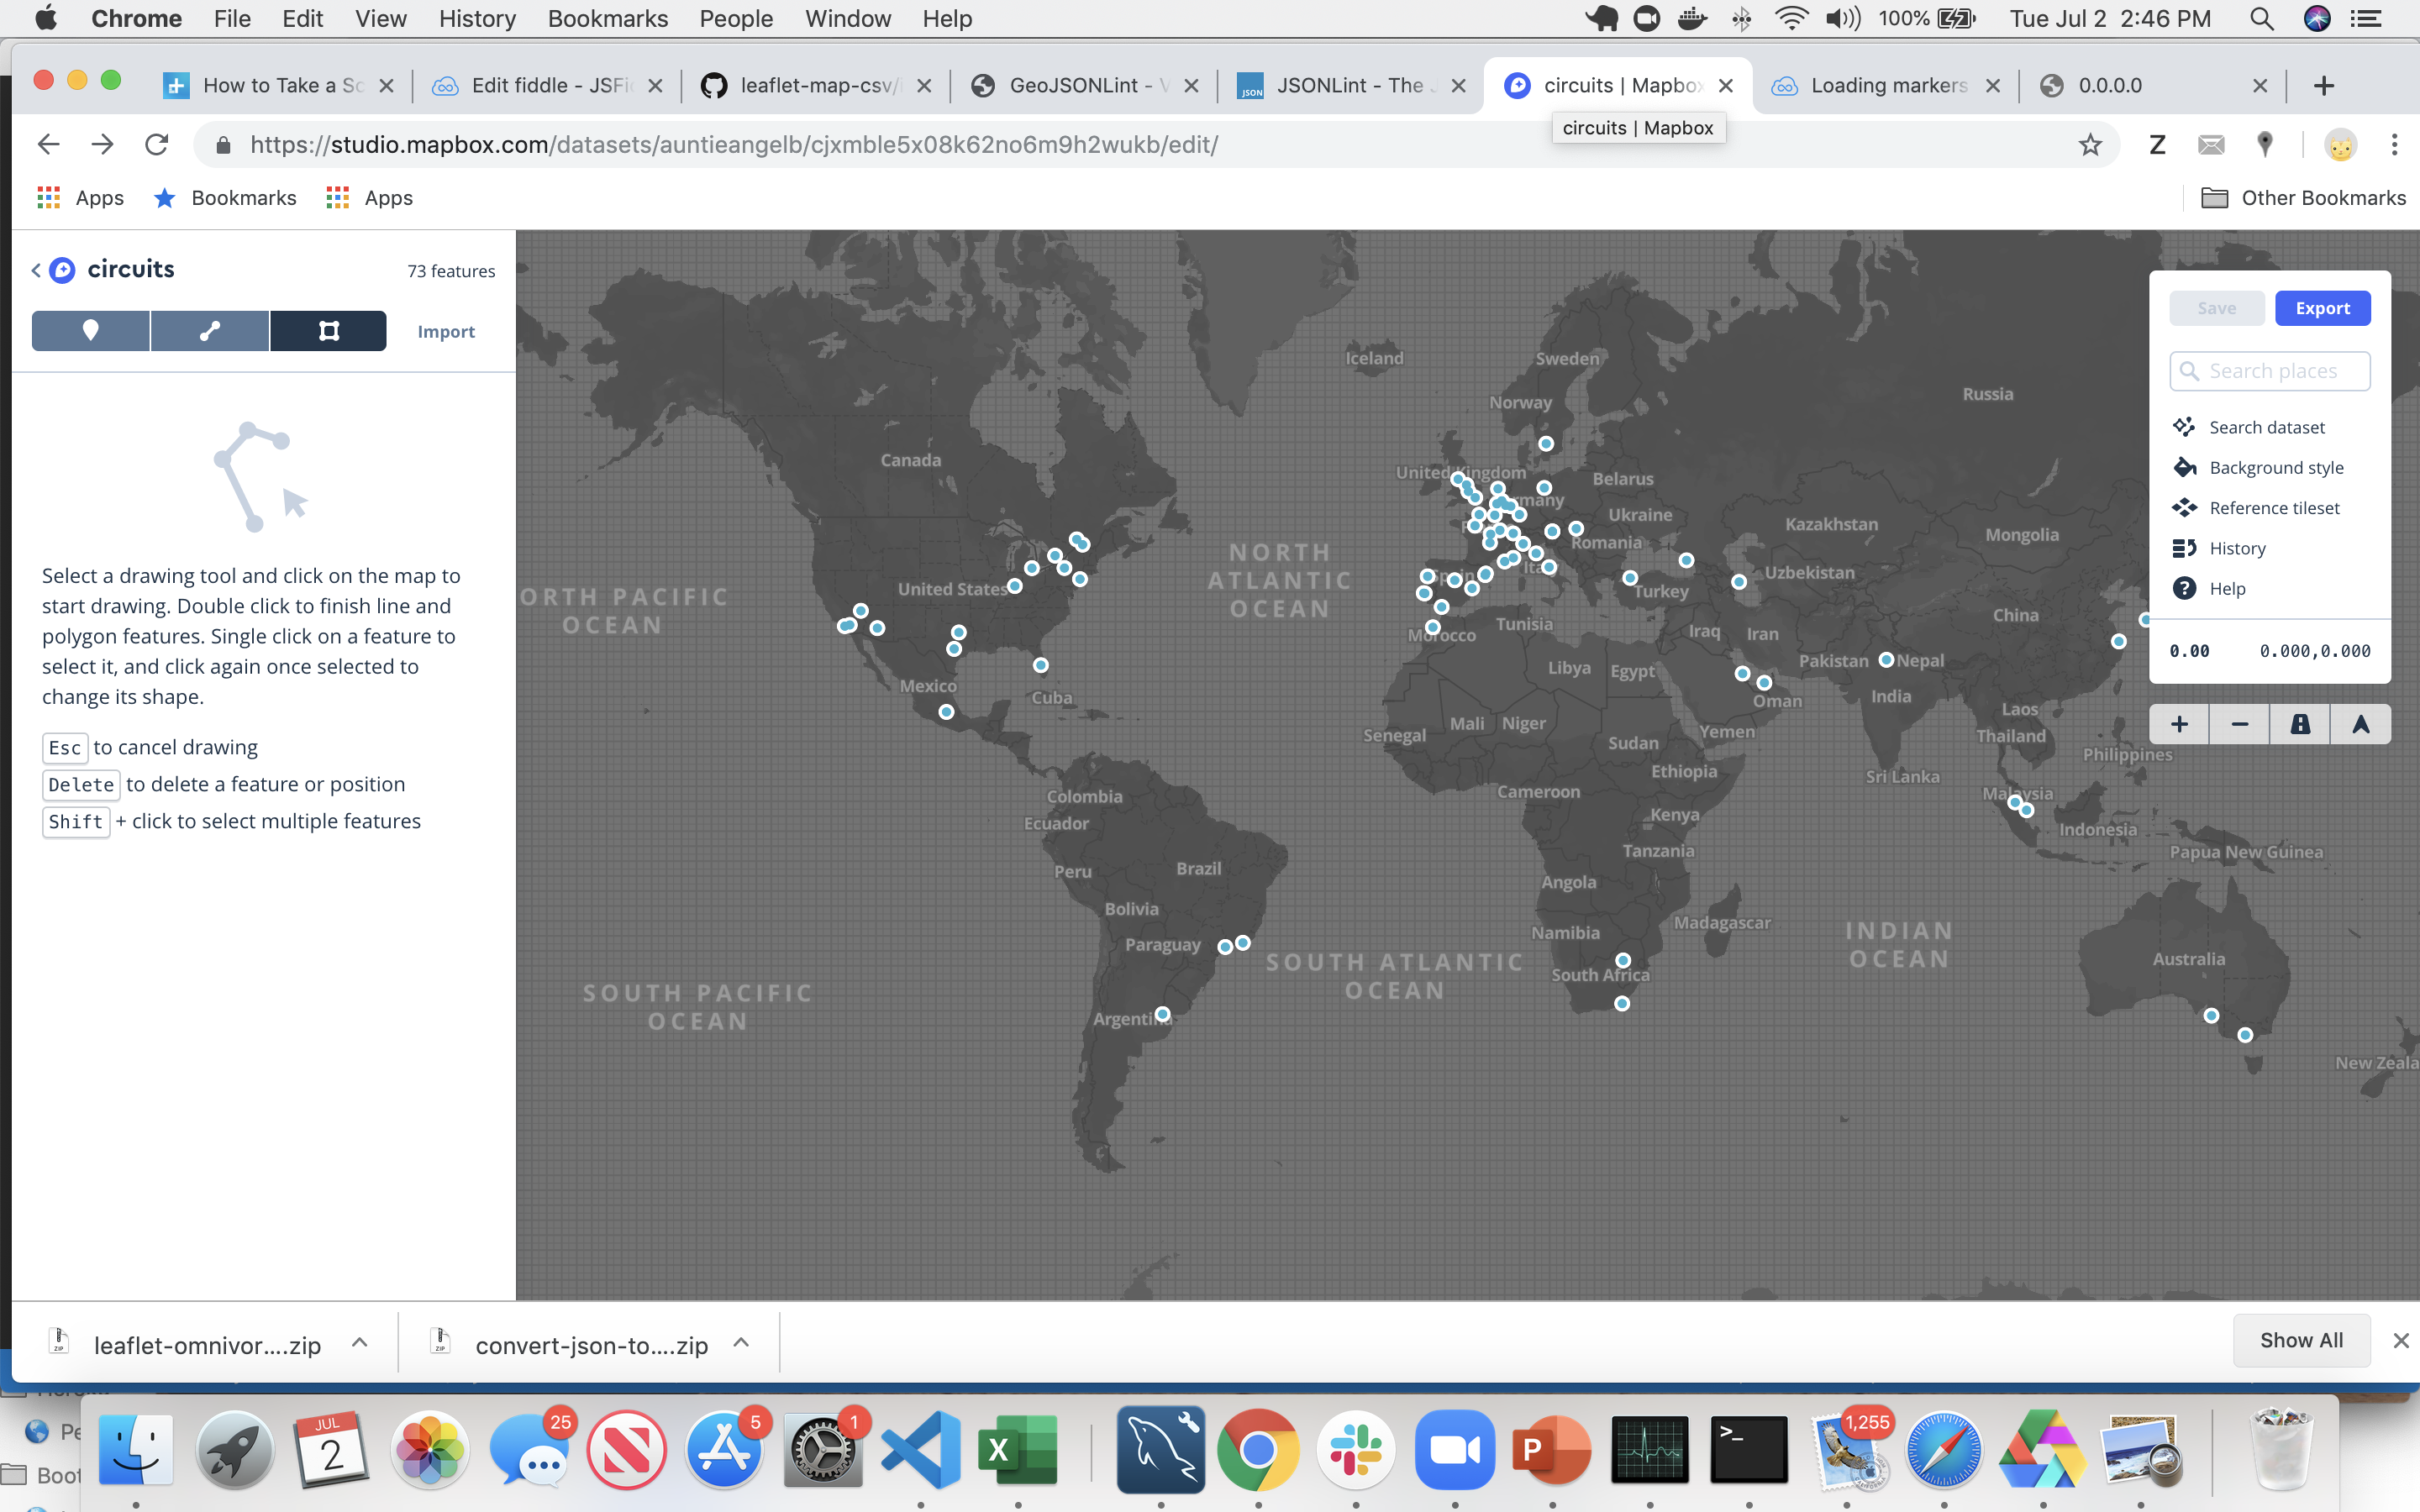 Chrome File Edit View History Bookmarks People Window Help 100% Tue Jul 2 2:46 PM
How to Take a Sc Edit fiddle - JSFi leaflet-map-csv/ GeoJSONLint - V JSONLint - The J circuits | Mapbox Loading markers 0.0.0.0
circuits | Mapbox
https://studio.mapbox.com/datasets/auntieangelb/cjxmble5x08k62no6m9h2wukb/edit/
Z
Apps Bookmarks Apps Other Bookmarks
circuits 73 features
Import
Select a drawing tool and click on the map to
start drawing. Double click to finish line and
polygon features. Single click on a feature to
select it, and click again once selected to
change its shape.
Esc to cancel drawing
Delete to delete a feature or position
Shift + click to select multiple features
Save Export
Search places
Search dataset
Background style
Reference tileset
History
Help
0.00 0.000,0.000
Iceland
Sweden
Norway
Russia
Canada
United Kingdom
Belarus
Ukraine
Kazakhstan
Mongolia
Romania
NORTH
ATLANTIC
OCEAN
ORTH PACIFIC
OCEAN
United States
Spain
Uzbekistan
Turkey
China
Morocco
Tunisia
Iraq
Iran
Libya
Egypt
Pakistan
Nepal
India
Oman
Mexico
Cuba
Senegal
Mali
Niger
Sudan
Yemen
Laos
Thailand
Philippines
Ethiopia
Sri Lanka
Malaysia
Cameroon
Kenya
Indonesia
Colombia
Ecuador
Tanzania
Papua New Guinea
Peru
Brazil
Angola
Bolivia
Paraguay
Namibia
Madagascar
INDIAN
OCEAN
SOUTH ATLANTIC
OCEAN
South Africa
Australia
SOUTH PACIFIC
OCEAN
Argentina
New Zeala
leaflet-omnivor....zip convert-json-to....zip Show All
Boot
JUL
2
25
5
1
X
P
>_
1,255